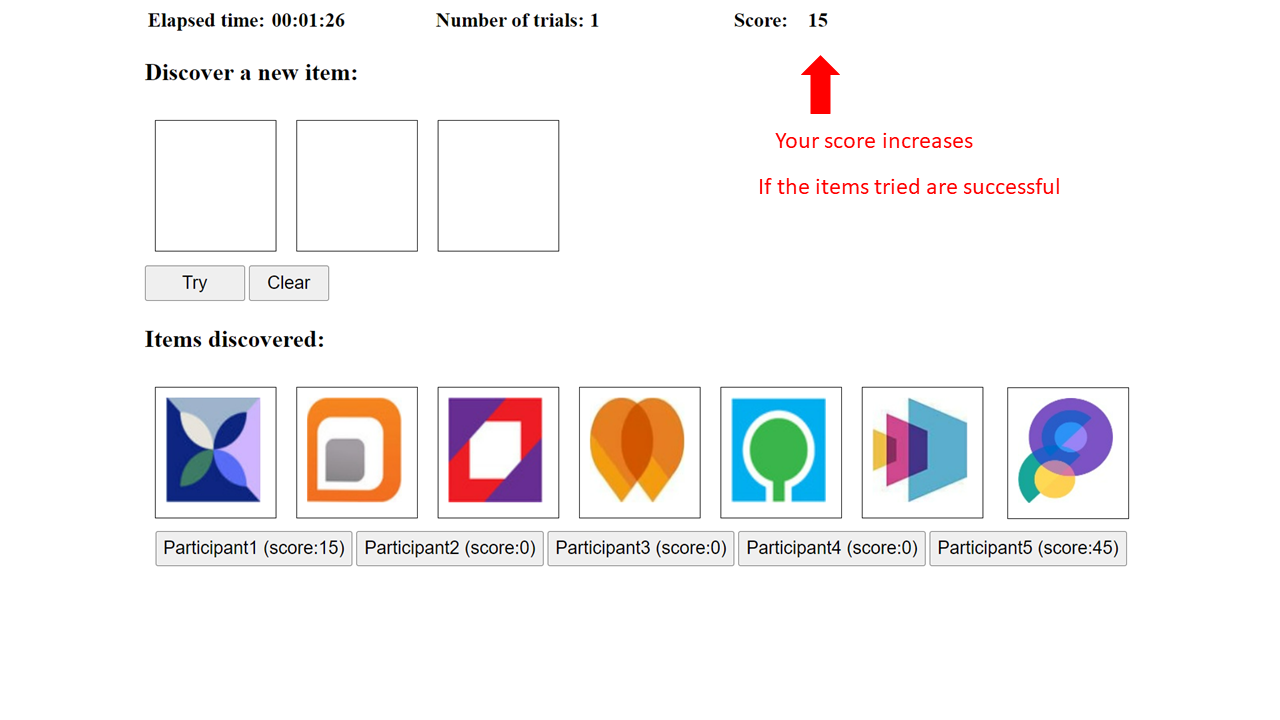 Elapsed time: 00:01:26 Number of trials: 1 Score: 15
Discover a new item:
Your score increases
If the items tried are successful
Try Clear
Items discovered:
Participant1 (score:15) Participant2 (score:0) Participant3 (score:0) Participant4 (score:0) Participant5 (score:45)